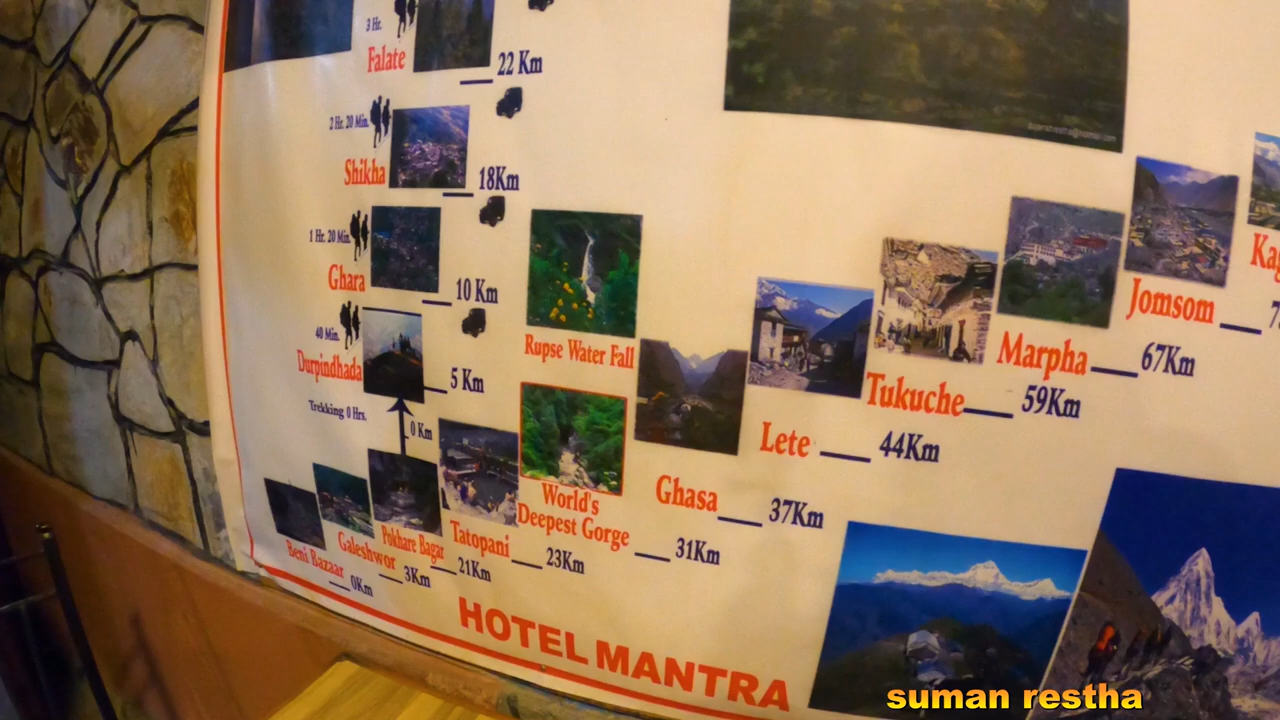 3 Hr.
Falate
22 Km
2 Hr. 20 Min.
Shikha
18Km
1 Hr. 20 Min.
Ghara
10 Km
40 Min.
Durpindhada
5 Km
Trekking 0 Hrs.
0 Km
Beni Bazaar
0Km
Galeshwor
3Km
Pokhare Bagar
21Km
Tatopani
23Km
Rupse Water Fall
World's
Deepest Gorge
31Km
Ghasa
37Km
Lete
44Km
Tukuche
59Km
Marpha
67Km
Jomsom
HOTEL MANTRA
suman restha